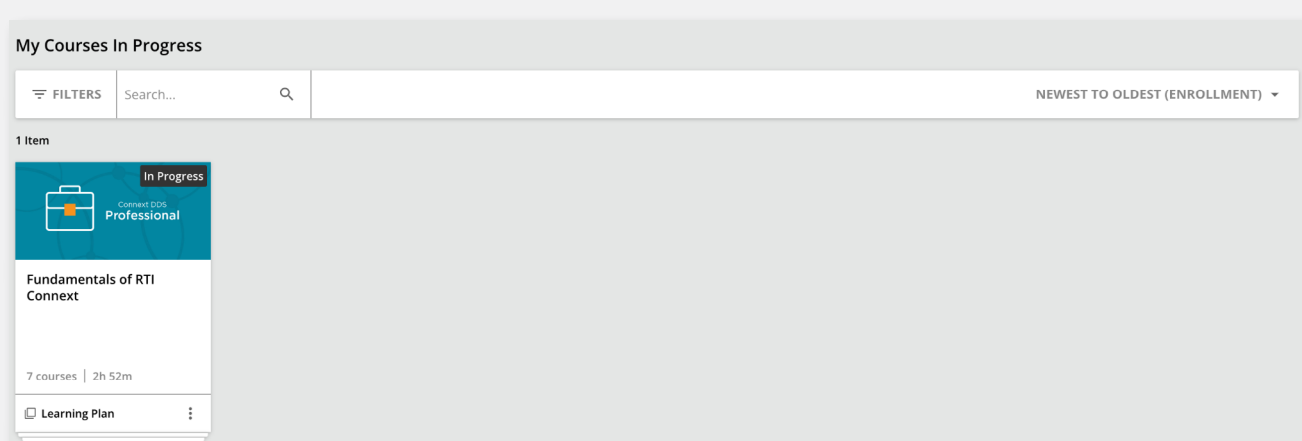 My Courses In Progress
FILTERS
Search...
NEWEST TO OLDEST (ENROLLMENT)
1 Item
In Progress
Connext DDS
Professional
Fundamentals of RTI
Connext
7 courses | 2h 52m
Learning Plan